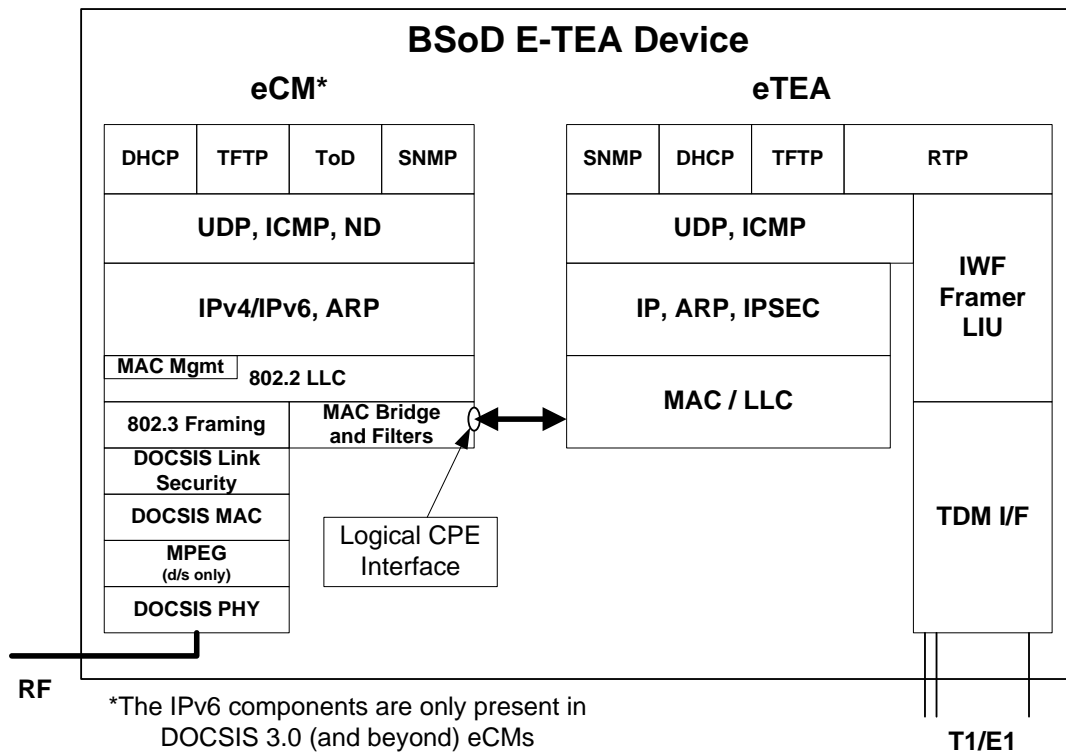 BSoD E-TEA Device
eCM*
eTEA
DHCP
TFTP
ToD
SNMP
SNMP
DHCP
TFTP
RTP
UDP, ICMP, ND
UDP, ICMP
IWF
Framer
LIU
IPv4/IPv6, ARP
IP, ARP, IPSEC
MAC Mgmt
802.2 LLC
MAC / LLC
802.3 Framing
MAC Bridge
and Filters
DOCSIS Link
Security
DOCSIS MAC
TDM I/F
Logical CPE
Interface
MPEG
(d/s only)
DOCSIS PHY
RF
*The IPv6 components are only present in
DOCSIS 3.0 (and beyond) eCMs
T1/E1